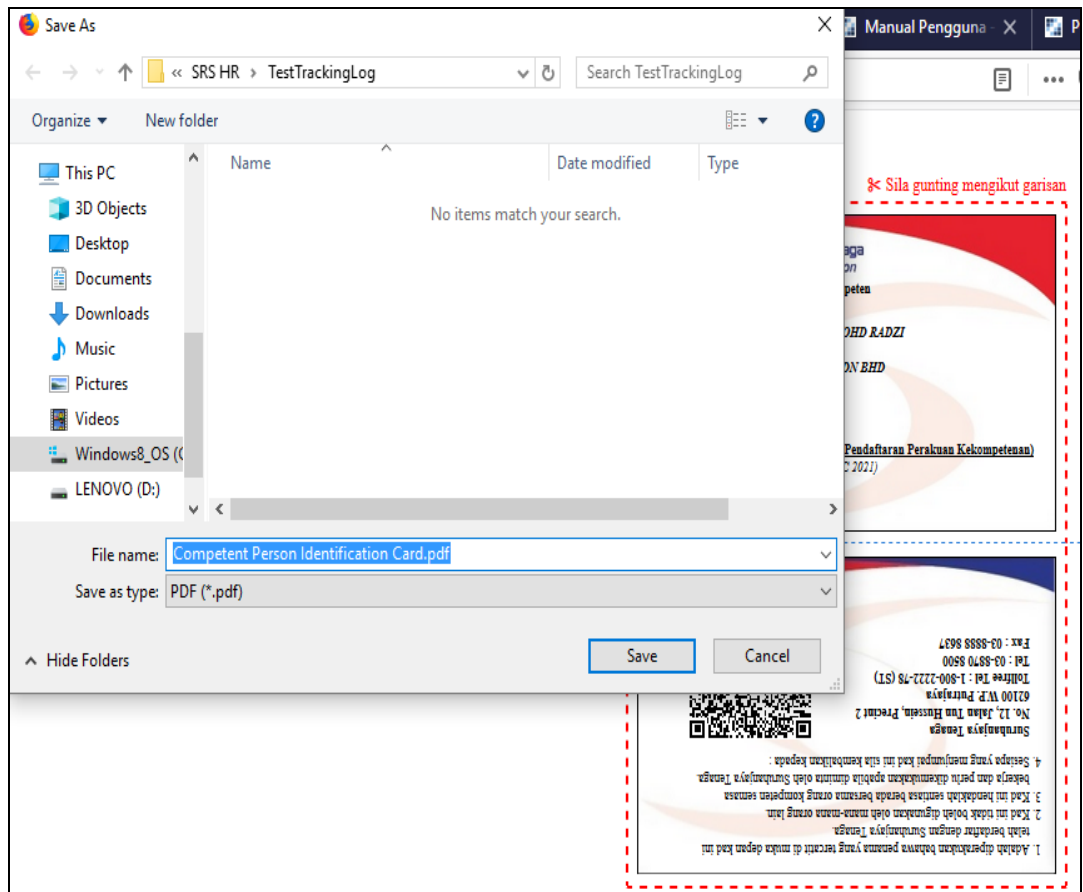 Save As
Manual Pengguna -
P
« SRS HR > TestTrackingLog
Search TestTrackingLog
Organize
New folder
This PC
3D Objects
Desktop
Documents
Downloads
Music
Pictures
Videos
Windows8_OS (C
LENOVO (D:)
Name
Date modified
Type
No items match your search.
File name: Competent Person Identification Card.pdf
Save as type: PDF (*.pdf)
Hide Folders
Save
Cancel
Sila gunting mengikut garisan
aga
on
peten
OHD RADZI
DN BHD
Pendaftaran Perakuan Kekompetenan)
C 2021)
1. Adalah diperakukan bahawa penama yang tercatit di muka depan kad ini
telah berdaftar dengan Suruhanjaya Tenaga.
2. Kad ini tidak boleh digunakan oleh mana-mana orang lain.
3. Kad ini hendaklah sentiasa berada bersama orang kompeten semasa
bekerja dan perlu dikemukakan apabila diminta oleh Suruhanjaya Tenaga.
4. Sesiapa yang menjumpai kad ini sila kembalikan kepada :
Suruhanjaya Tenaga
No. 12, Jalan Tun Hussein, Precint 2
62100 W.P. Putrajaya
Tollfree Tel : 1-800-2222-78 (ST)
Tel : 03-8870 8500
Fax : 03-8888 8637